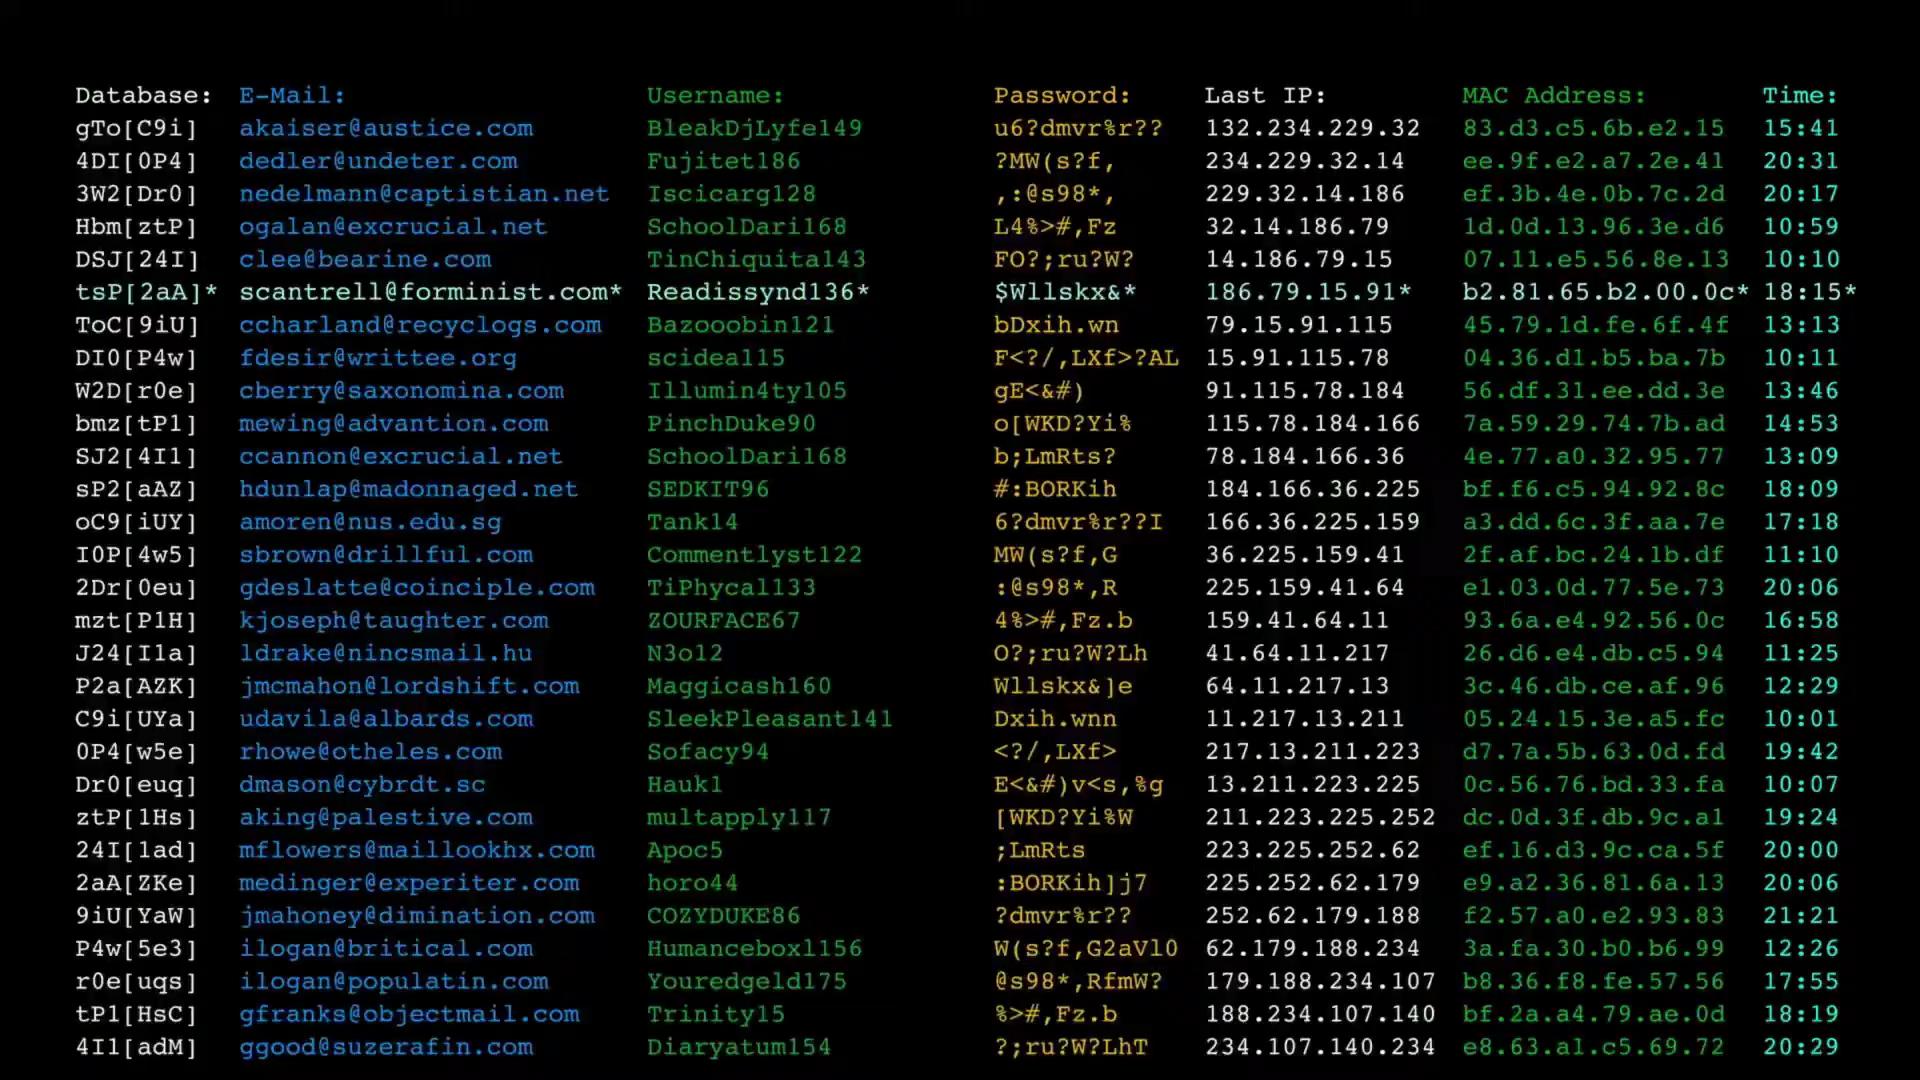 Database: E-Mail: Username: Password: Last IP: MAC Address: Time:
gTo[C9i] akaiser@austice.com BleakDjLyfe149 u6?dmvr%r?? 132.234.229.32 83.d3.c5.6b.e2.15 15:41
4DI[0P4] dedler@undeter.com Fujitet186 ?MW(s?f, 234.229.32.14 ee.9f.e2.a7.2e.41 20:31
3W2[Dr0] nedelmann@captistian.net Iscicarg128 ,:@s98*, 229.32.14.186 ef.3b.4e.0b.7c.2d 20:17
Hbm[ztP] ogalan@excrucial.net SchoolDari168 L4%>#,Fz 32.14.186.79 1d.0d.13.96.3e.d6 10:59
DSJ[24I] clee@bearine.com TinChiquita143 FO?;ru?W? 14.186.79.15 07.11.e5.56.8e.13 10:10
tsP[2aA]* scantrell@forminist.com* Readissynd136* $Wllskx&* 186.79.15.91* b2.81.65.b2.00.0c* 18:15*
ToC[9iU] ccharland@recyclogs.com Bazooobin121 bDxih.wn 79.15.91.115 45.79.1d.fe.6f.4f 13:13
DI0[P4w] fdesir@writtee.org scidea115 F<?/,LXf>?AL 15.91.115.78 04.36.d1.b5.ba.7b 10:11
W2D[r0e] cberry@saxonomina.com Illumin4ty105 gE<&#) 91.115.78.184 56.df.31.ee.dd.3e 13:46
bmz[tP1] mewing@advantion.com PinchDuke90 o[WKD?Yi% 115.78.184.166 7a.59.29.74.7b.ad 14:53
SJ2[4I1] ccannon@excrucial.net SchoolDari168 b;LmRts? 78.184.166.36 4e.77.a0.32.95.77 13:09
sP2[aAZ] hdunlap@madonnaged.net SEDKIT96 #:BORKih 184.166.36.225 bf.f6.c5.94.92.8c 18:09
oC9[iUY] amoren@nus.edu.sg Tank14 6?dmvr%r??I 166.36.225.159 a3.dd.6c.3f.aa.7e 17:18
I0P[4w5] sbrown@drillful.com Commentlyst122 MW(s?f,G 36.225.159.41 2f.af.bc.24.1b.df 11:10
2Dr[0eu] gdeslatte@coinciple.com TiPhycal133 :@s98*,R 225.159.41.64 e1.03.0d.77.5e.73 20:06
mzt[P1H] kjoseph@taughter.com ZOURFACE67 4%>#,Fz.b 159.41.64.11 93.6a.e4.92.56.0c 16:58
J24[I1a] ldrake@nincsmail.hu N3o12 O?;ru?W?Lh 41.64.11.217 26.d6.e4.db.c5.94 11:25
P2a[AZK] jmcmahon@lordshift.com Maggicash160 Wllskx&]e 64.11.217.13 3c.46.db.ce.af.96 12:29
C9i[UYa] udavila@albards.com SleekPleasant141 Dxih.wnn 11.217.13.211 05.24.15.3e.a5.fc 10:01
0P4[w5e] rhowe@otheles.com Sofacy94 <?/,LXf> 217.13.211.223 d7.7a.5b.63.0d.fd 19:42
Dr0[euq] dmason@cybrdt.sc Hauk1 E<&#)v<s,%g 13.211.223.225 0c.56.76.bd.33.fa 10:07
ztP[1Hs] aking@palestive.com multapply117 [WKD?Yi%W 211.223.225.252 dc.0d.3f.db.9c.a1 19:24
24I[1ad] mflowers@maillookhx.com Apoc5 ;LmRts 223.225.252.62 ef.16.d3.9c.ca.5f 20:00
2aA[ZKe] medinger@experiter.com horo44 :BORKih]j7 225.252.62.179 e9.a2.36.81.6a.13 20:06
9iU[YaW] jmahoney@dimination.com COZYDUKE86 ?dmvr%r?? 252.62.179.188 f2.57.a0.e2.93.83 21:21
P4w[5e3] ilogan@britical.com Humancebox1156 W(s?f,G2aVl0 62.179.188.234 3a.fa.30.b0.b6.99 12:26
r0e[uqs] ilogan@populatin.com Youredgeld175 @s98*,RfmW? 179.188.234.107 b8.36.f8.fe.57.56 17:55
tP1[HsC] gfranks@objectmail.com Trinity15 %>#,Fz.b 188.234.107.140 bf.2a.a4.79.ae.0d 18:19
4I1[adM] ggood@suzerafin.com Diaryatum154 ?;ru?W?LhT 234.107.140.234 e8.63.a1.c5.69.72 20:29